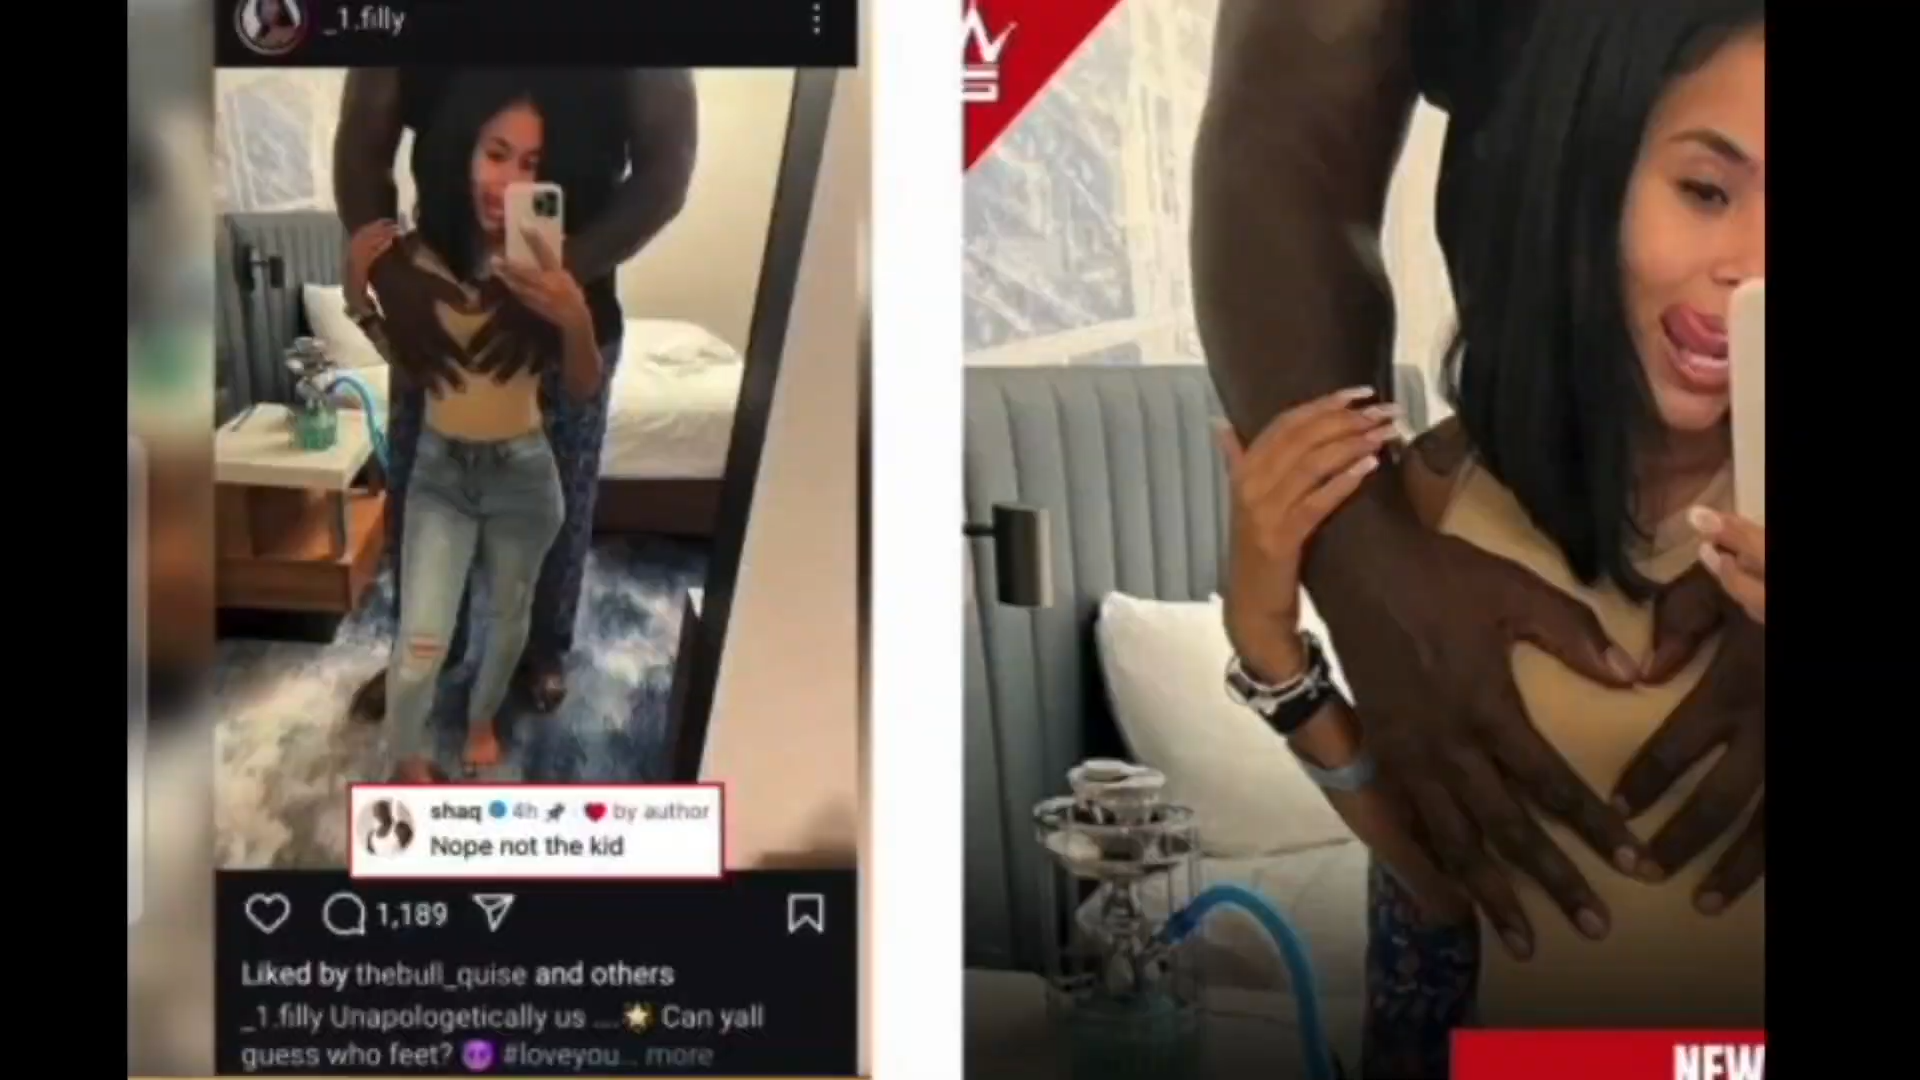 _1.filly
shaq 4h by author
Nope not the kid
1,189
Liked by thebull_quise and others
_1.filly Unapologetically us ....🌟 Can yall
guess who feet? 😈 #loveyou... more
NEW